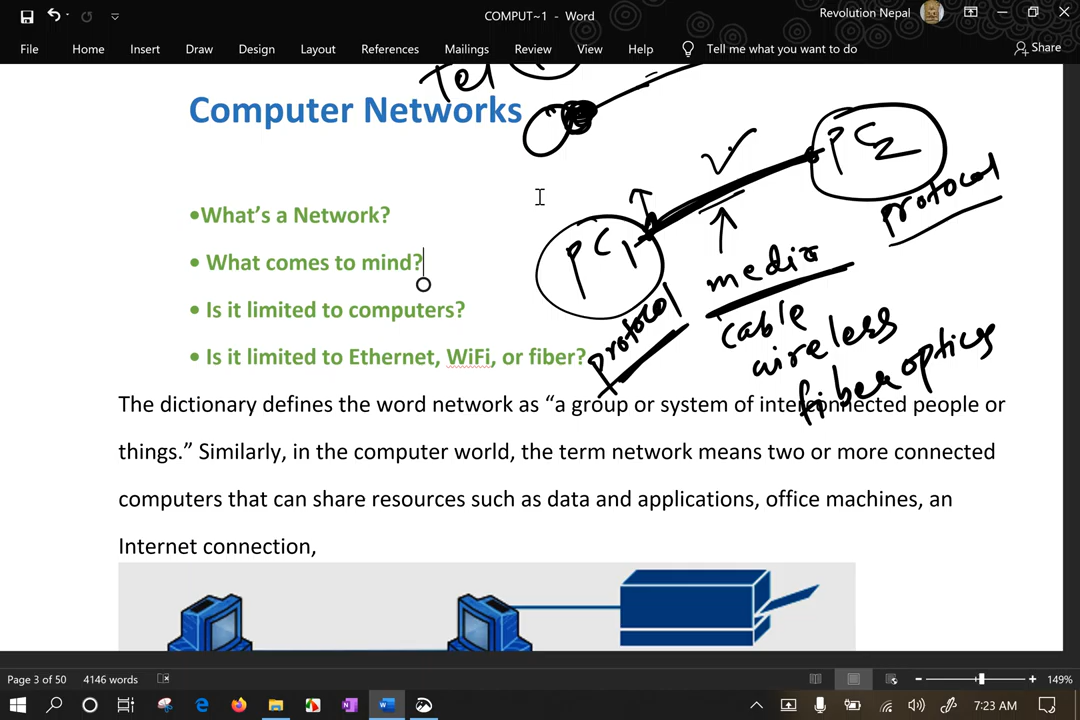 COMPUT~1 - Word
Revolution Nepal
File Home Insert Draw Design Layout References Mailings Review View Help Tell me what you want to do Share
Tel
Computer Networks
PC2
protocol
•What's a Network?
PC1
• What comes to mind?
media
protocol
• Is it limited to computers?
cable
wireless
• Is it limited to Ethernet, WiFi, or fiber?
fiber optics
The dictionary defines the word network as “a group or system of interconnected people or
things.” Similarly, in the computer world, the term network means two or more connected
computers that can share resources such as data and applications, office machines, an
Internet connection,
Page 3 of 50 4146 words 149%
7:23 AM